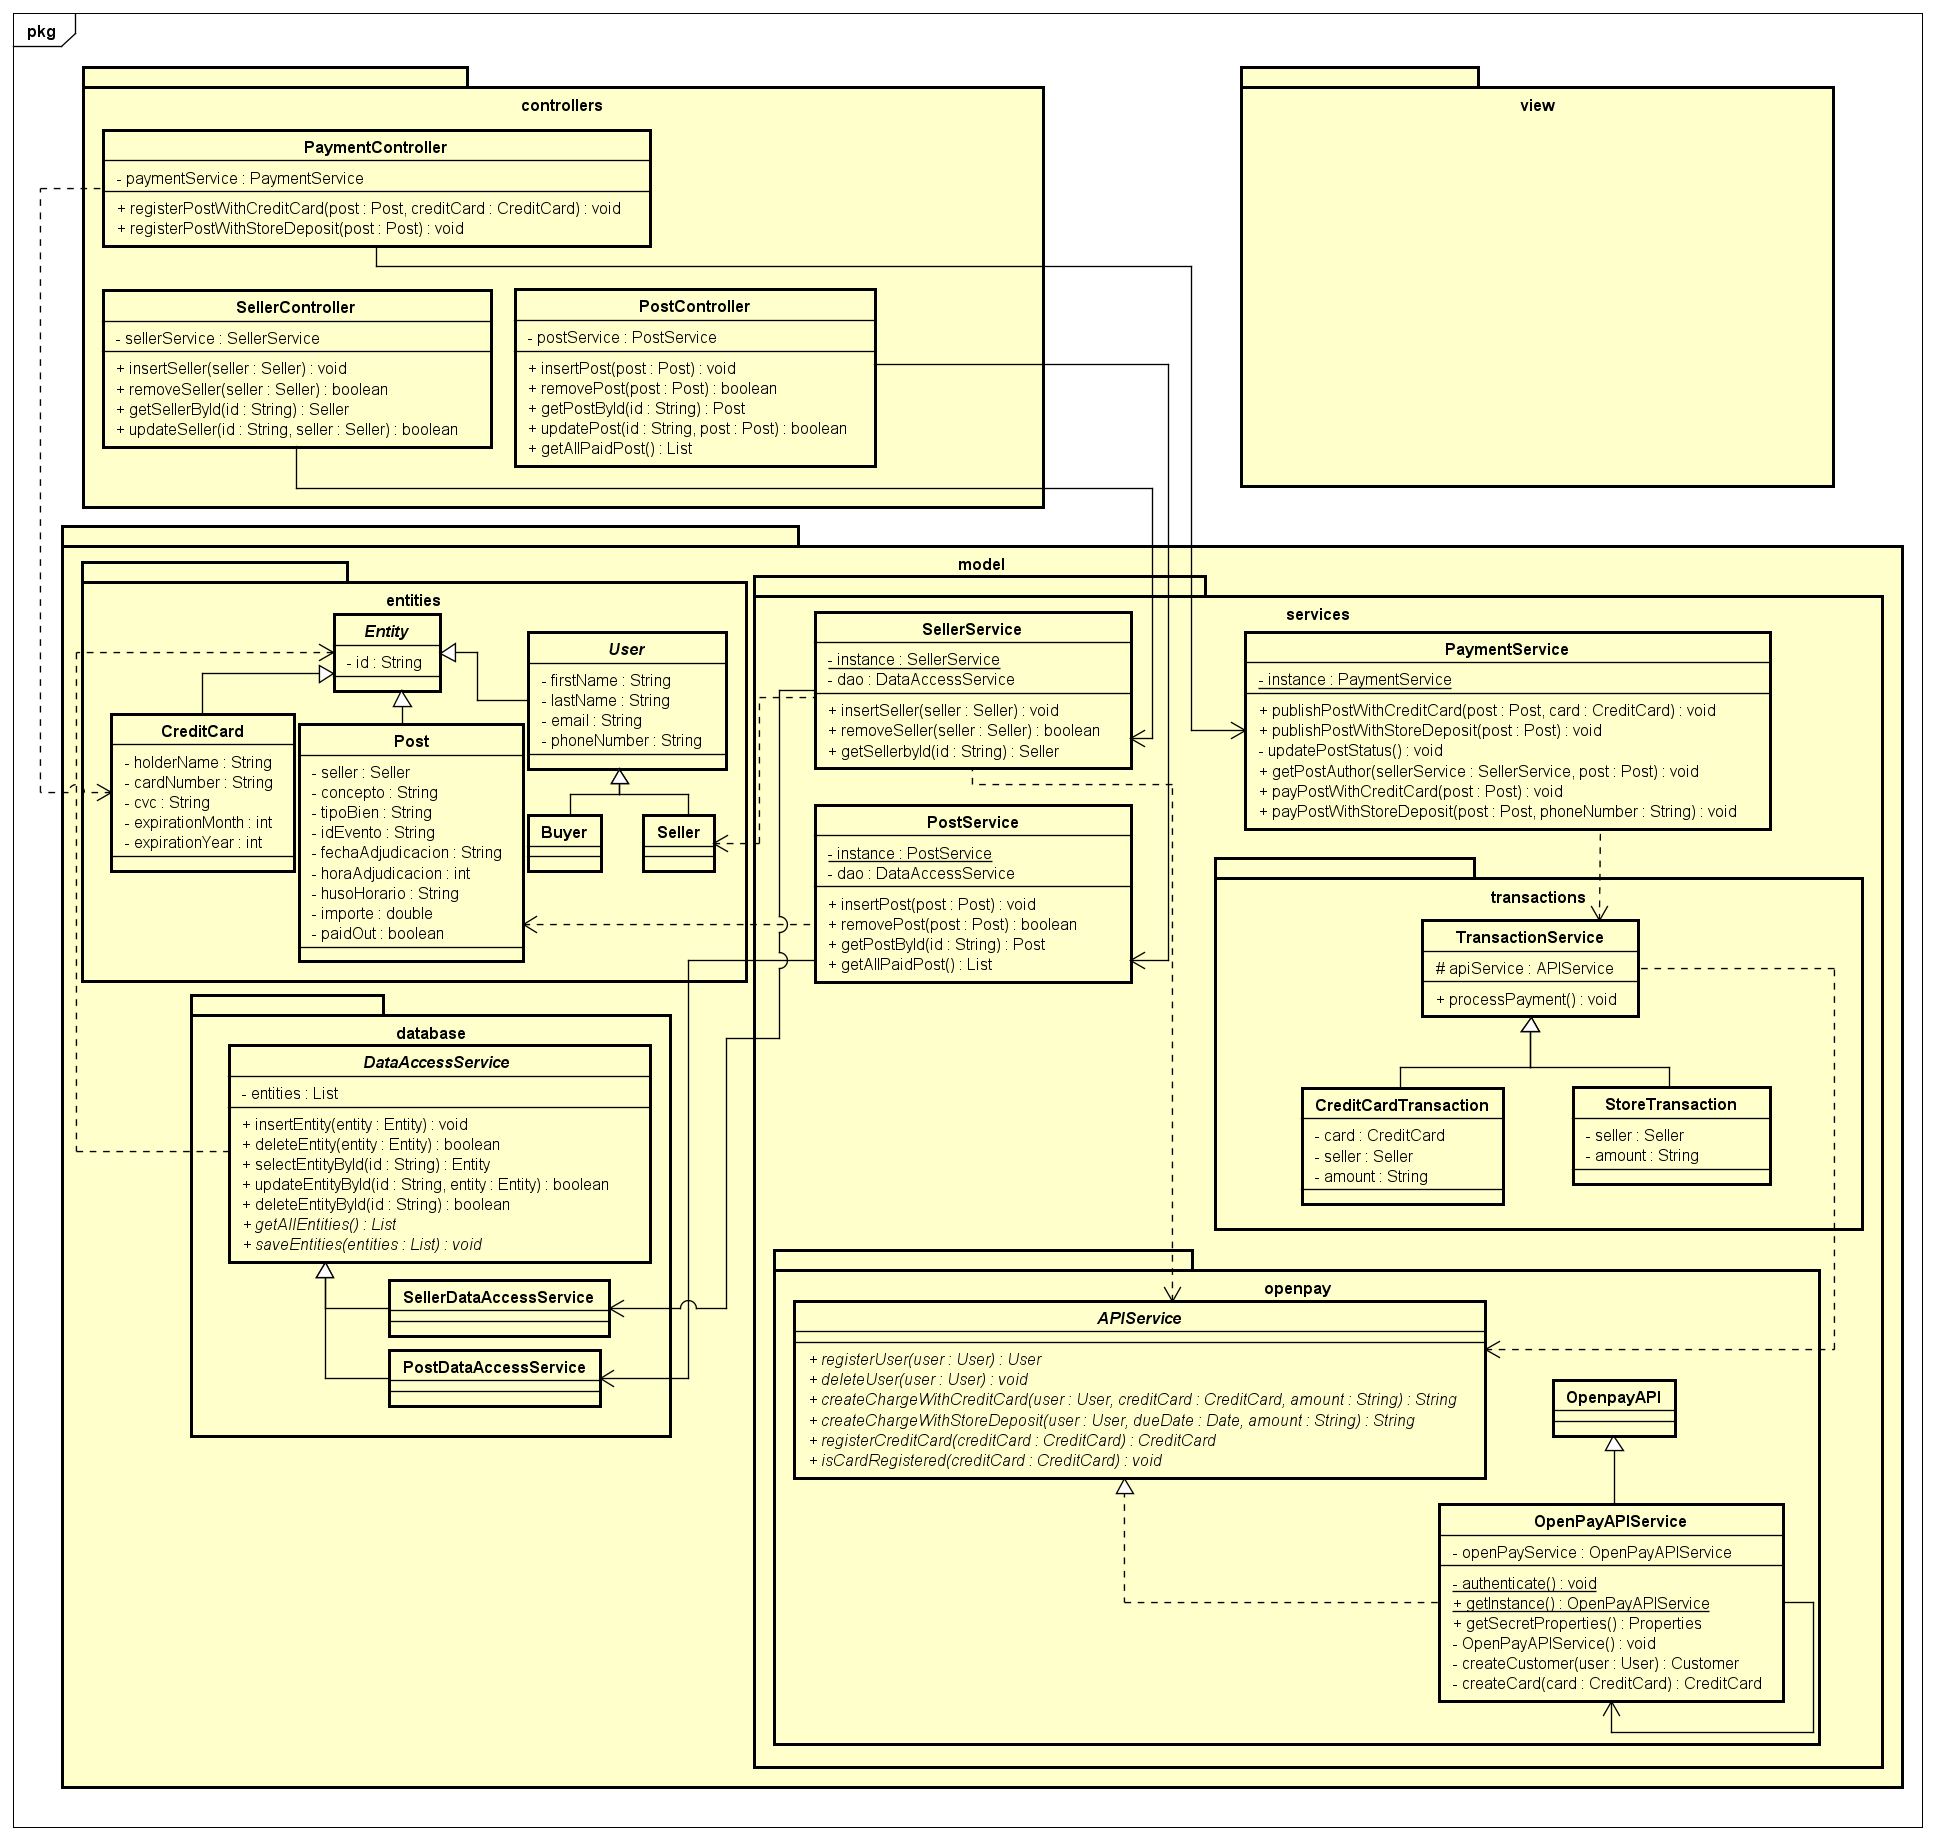 pkg
controllers
PaymentController
- paymentService : PaymentService
+ registerPostWithCreditCard(post : Post, creditCard : CreditCard) : void
+ registerPostWithStoreDeposit(post : Post) : void
SellerController
- sellerService : SellerService
+ insertSeller(seller : Seller) : void
+ removeSeller(seller : Seller) : boolean
+ getSellerById(id : String) : Seller
+ updateSeller(id : String, seller : Seller) : boolean
PostController
- postService : PostService
+ insertPost(post : Post) : void
+ removePost(post : Post) : boolean
+ getPostById(id : String) : Post
+ updatePost(id : String, post : Post) : boolean
+ getAllPaidPost() : List
view
model
entities
Entity
- id : String
User
- firstName : String
- lastName : String
- email : String
- phoneNumber : String
CreditCard
- holderName : String
- cardNumber : String
- cvc : String
- expirationMonth : int
- expirationYear : int
Post
- seller : Seller
- concepto : String
- tipoBien : String
- idEvento : String
- fechaAdjudicacion : String
- horaAdjudicacion : int
- husoHorario : String
- importe : double
- paidOut : boolean
Buyer
Seller
database
DataAccessService
- entities : List
+ insertEntity(entity : Entity) : void
+ deleteEntity(entity : Entity) : boolean
+ selectEntityById(id : String) : Entity
+ updateEntityById(id : String, entity : Entity) : boolean
+ deleteEntityById(id : String) : boolean
+ getAllEntities() : List
+ saveEntities(entities : List) : void
SellerDataAccessService
PostDataAccessService
services
SellerService
- instance : SellerService
- dao : DataAccessService
+ insertSeller(seller : Seller) : void
+ removeSeller(seller : Seller) : boolean
+ getSellerbyId(id : String) : Seller
PostService
- instance : PostService
- dao : DataAccessService
+ insertPost(post : Post) : void
+ removePost(post : Post) : boolean
+ getPostById(id : String) : Post
+ getAllPaidPost() : List
PaymentService
- instance : PaymentService
+ publishPostWithCreditCard(post : Post, card : CreditCard) : void
+ publishPostWithStoreDeposit(post : Post) : void
- updatePostStatus() : void
+ getPostAuthor(sellerService : SellerService, post : Post) : void
+ payPostWithCreditCard(post : Post) : void
+ payPostWithStoreDeposit(post : Post, phoneNumber : String) : void
transactions
TransactionService
# apiService : APIService
+ processPayment() : void
CreditCardTransaction
- card : CreditCard
- seller : Seller
- amount : String
StoreTransaction
- seller : Seller
- amount : String
openpay
APIService
+ registerUser(user : User) : User
+ deleteUser(user : User) : void
+ createChargeWithCreditCard(user : User, creditCard : CreditCard, amount : String) : String
+ createChargeWithStoreDeposit(user : User, dueDate : Date, amount : String) : String
+ registerCreditCard(creditCard : CreditCard) : CreditCard
+ isCardRegistered(creditCard : CreditCard) : void
OpenpayAPI
OpenPayAPIService
- openPayService : OpenPayAPIService
- authenticate() : void
+ getInstance() : OpenPayAPIService
+ getSecretProperties() : Properties
- OpenPayAPIService() : void
- createCustomer(user : User) : Customer
- createCard(card : CreditCard) : CreditCard